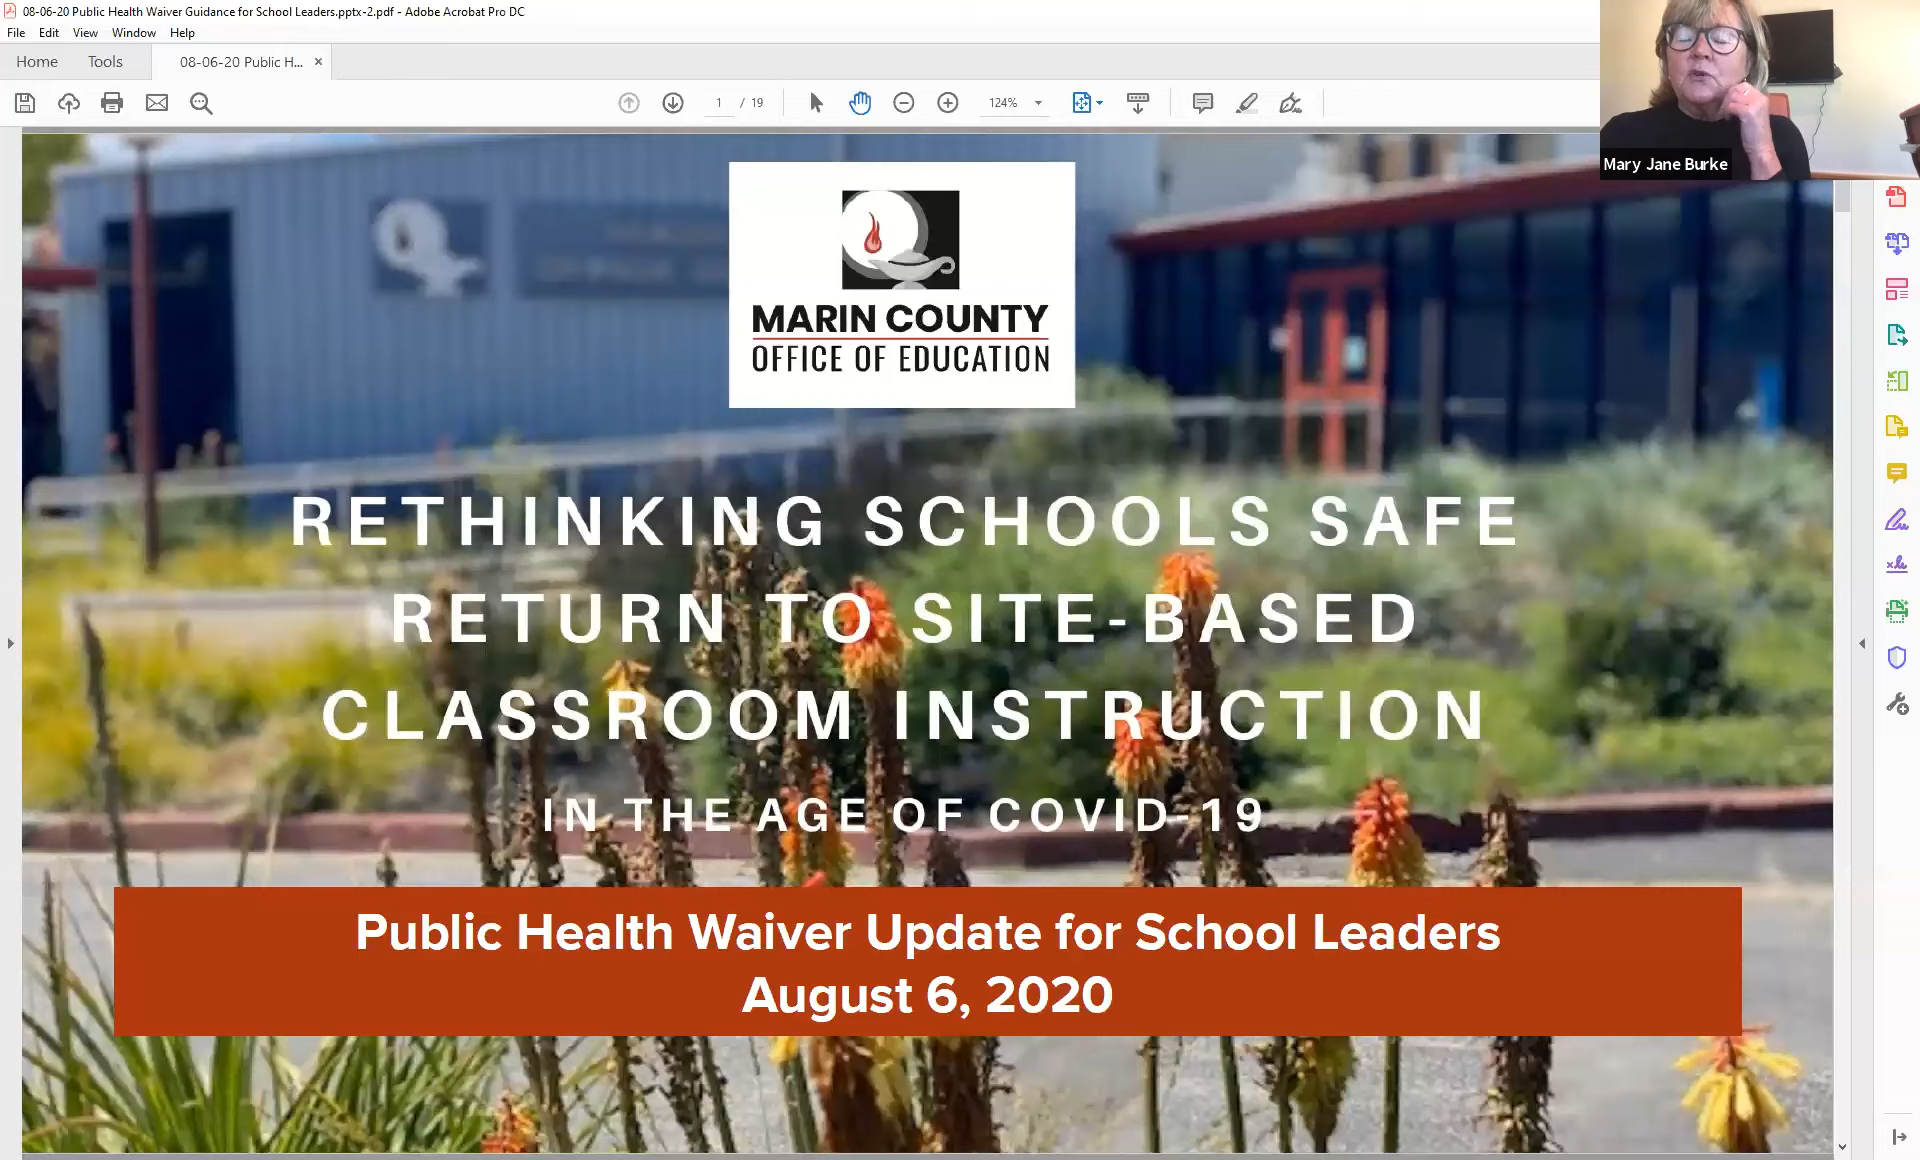 08-06-20 Public Health Waiver Guidance for School Leaders.pptx-2.pdf - Adobe Acrobat Pro DC
File Edit View Window Help
Home Tools 08-06-20 Public H... ×
1 / 19 124%
Mary Jane Burke
MARIN COUNTY
OFFICE OF EDUCATION
RETHINKING SCHOOLS SAFE
RETURN TO SITE-BASED
CLASSROOM INSTRUCTION
IN THE AGE OF COVID-19
Public Health Waiver Update for School Leaders
August 6, 2020